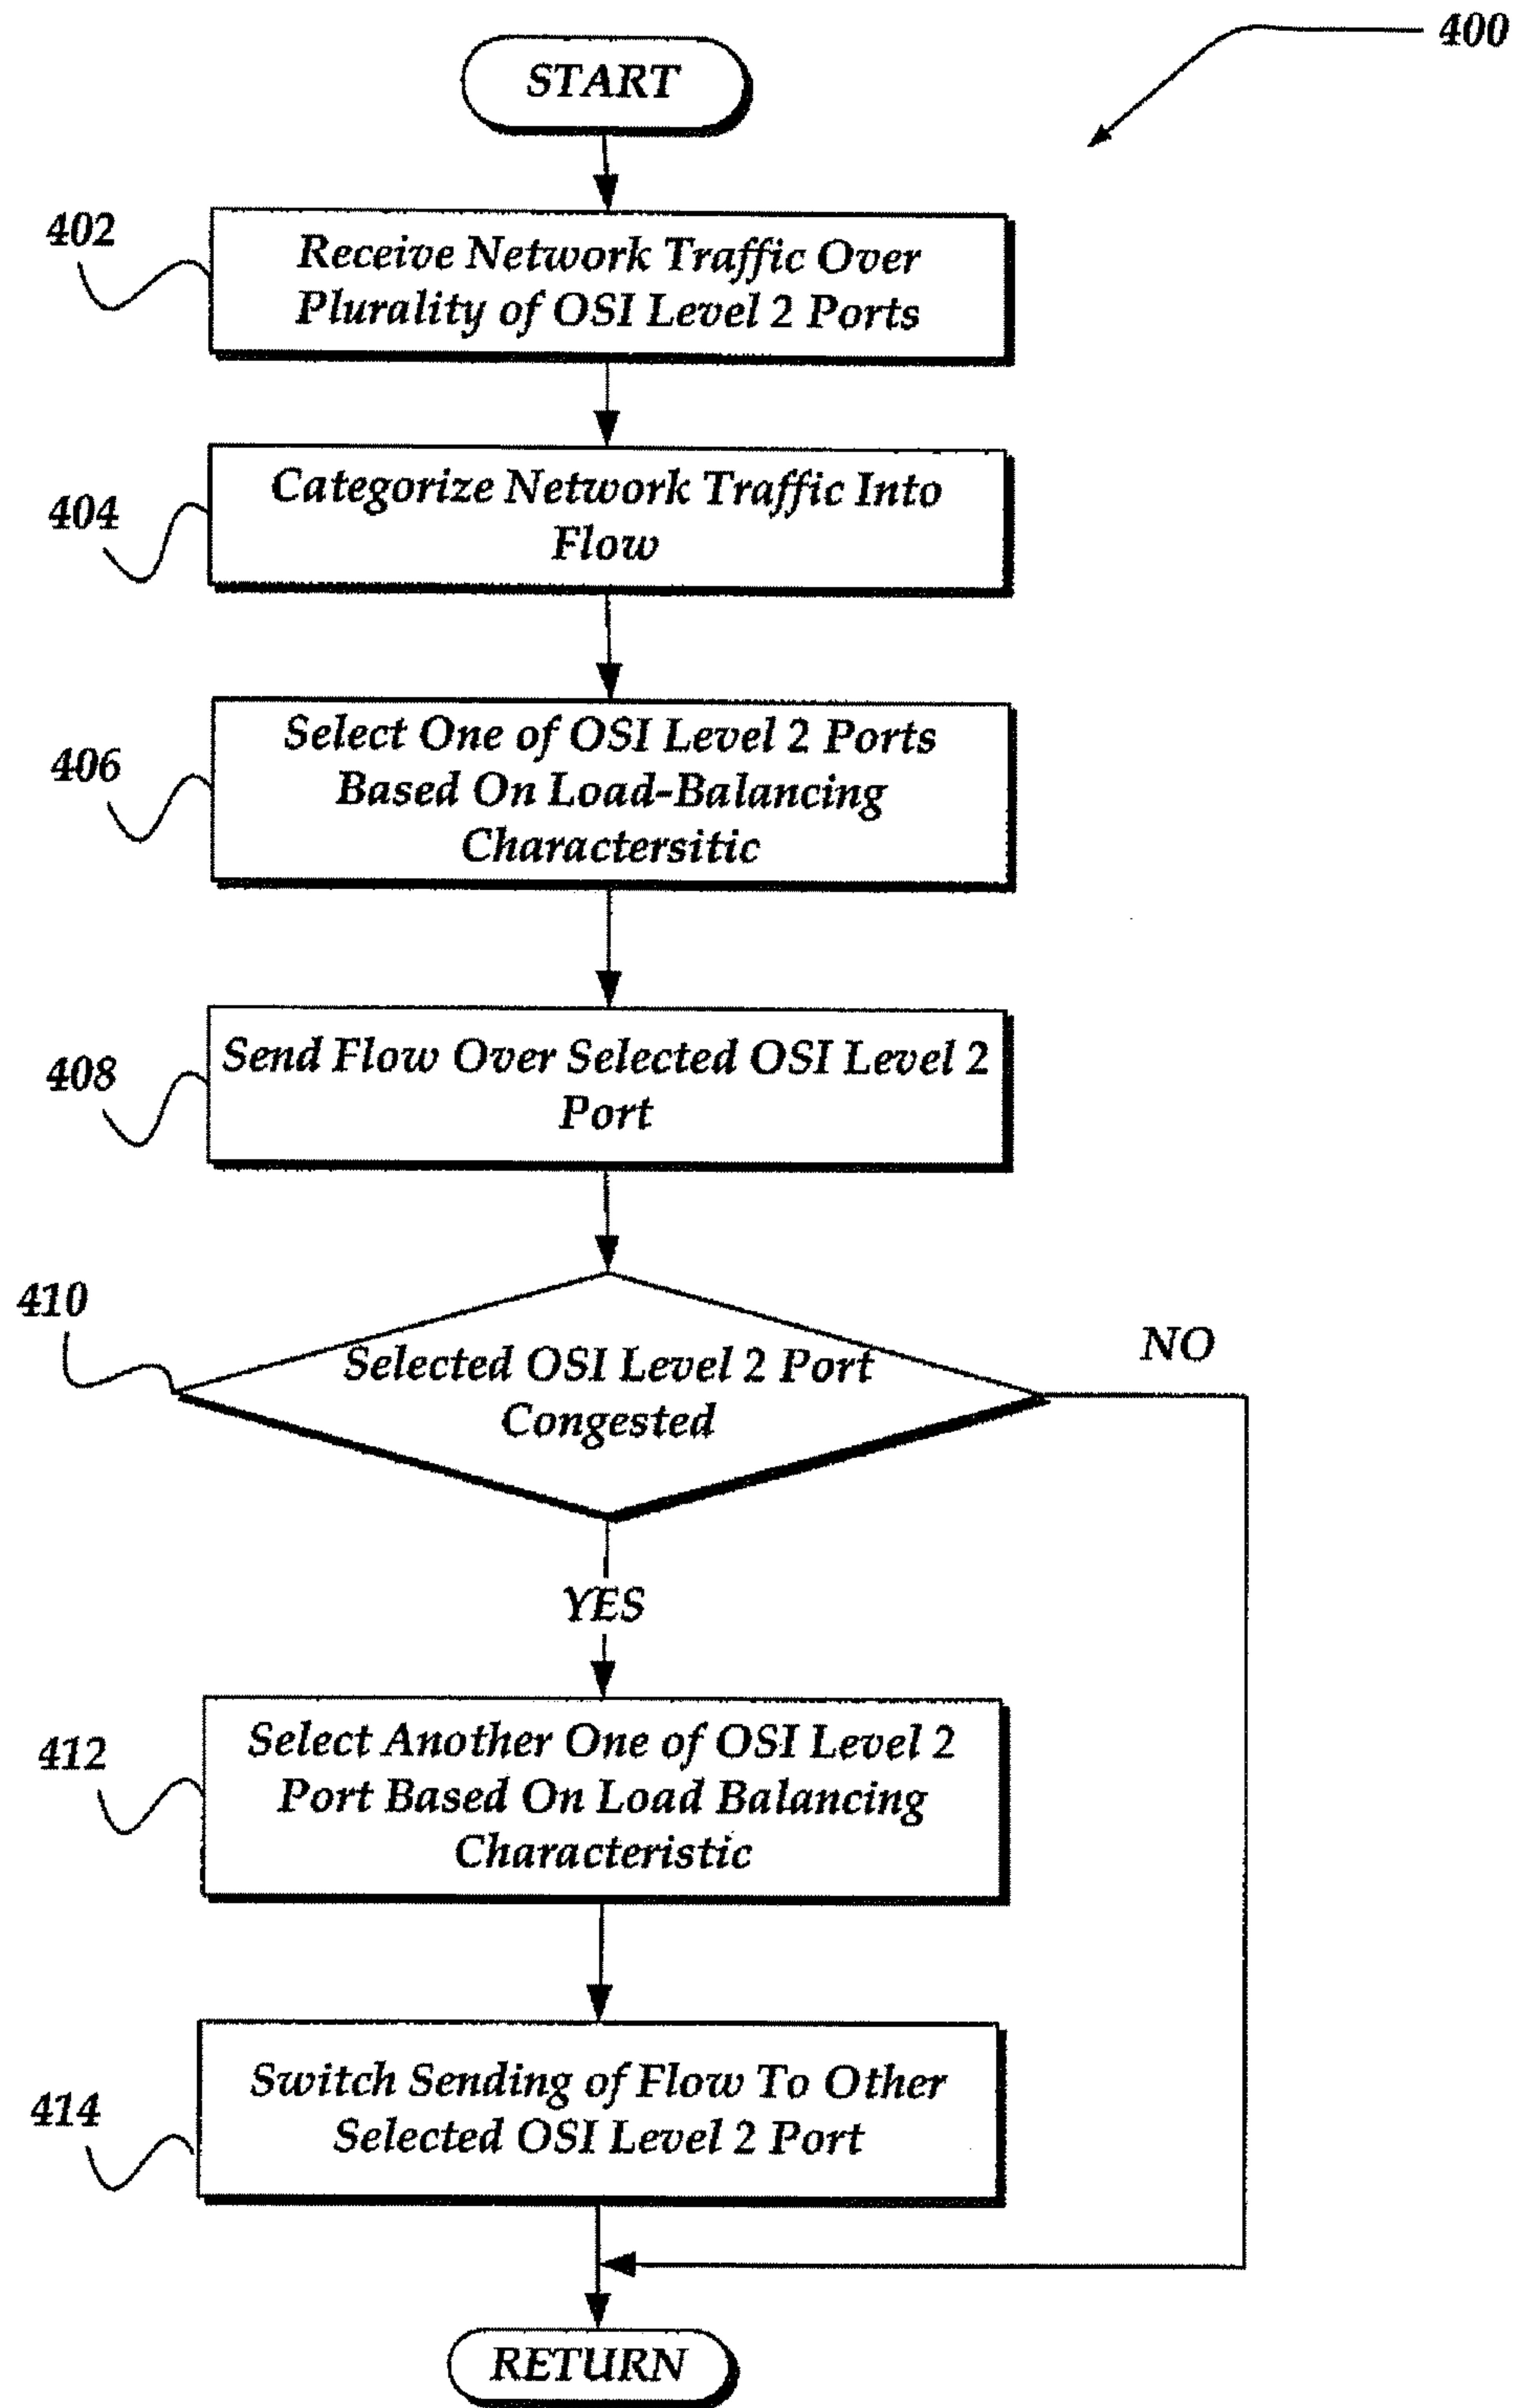 400
START
402
Receive Network Traffic Over
Plurality of OSI Level 2 Ports
404
Categorize Network Traffic Into
Flow
406
Select One of OSI Level 2 Ports
Based On Load-Balancing
Charactersitic
408
Send Flow Over Selected OSI Level 2
Port
410
Selected OSI Level 2 Port
Congested
NO
YES
412
Select Another One of OSI Level 2
Port Based On Load Balancing
Characteristic
414
Switch Sending of Flow To Other
Selected OSI Level 2 Port
RETURN